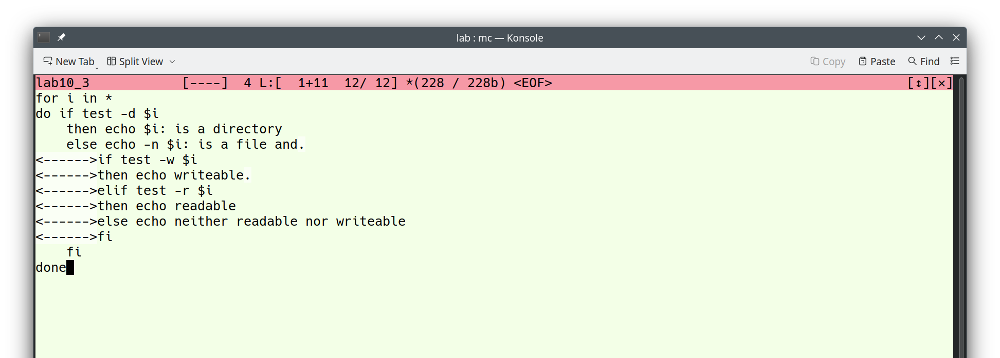 lab : mc — Konsole
New Tab Split View Copy Paste Find
lab10_3 [----] 4 L:[ 1+11 12/ 12] *(228 / 228b) <EOF> [↕][×]
for i in *
do if test -d $i
    then echo $i: is a directory
    else echo -n $i: is a file and.
<------>if test -w $i
<------>then echo writeable.
<------>elif test -r $i
<------>then echo readable
<------>else echo neither readable nor writeable
<------>fi
    fi
done